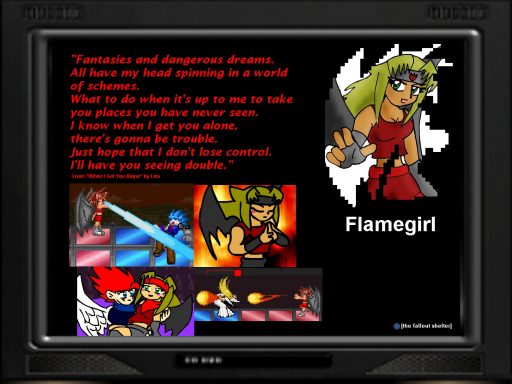 "Fantasies and dangerous dreams.
All have my head spinning in a world
of schemes.
What to do when it's up to me to take
you places you have never seen.
I know when I get you alone,
there's gonna be trouble.
Just hope that I don't lose control.
I'll have you seeing double."
From "When I Get You Alone" by Lita
Flamegirl
[the fallout shelter]